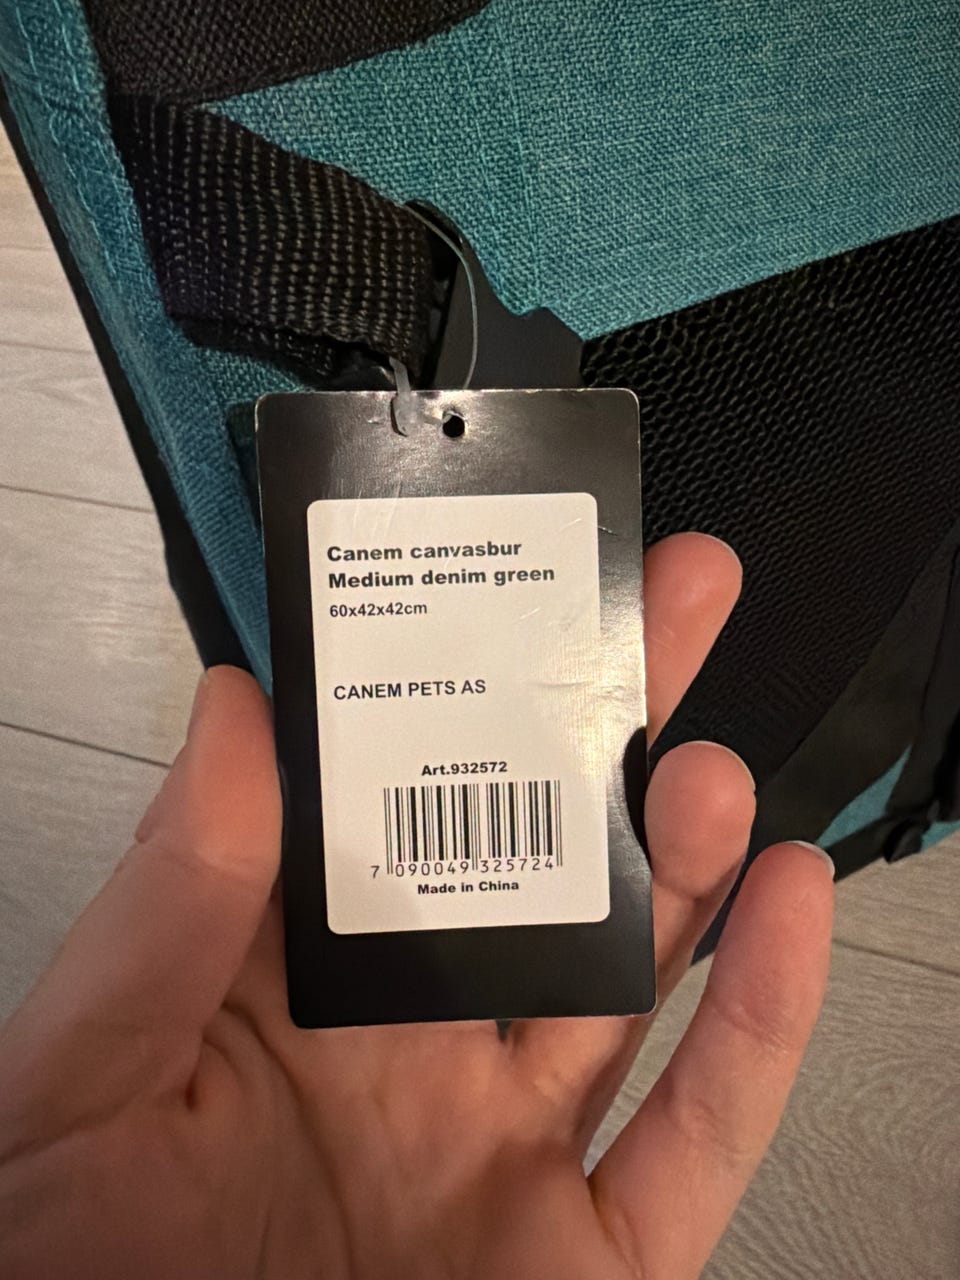 Canem canvasbur
Medium denim green
60x42x42cm
CANEM PETS AS
Art.932572
7 090049 325724
Made in China